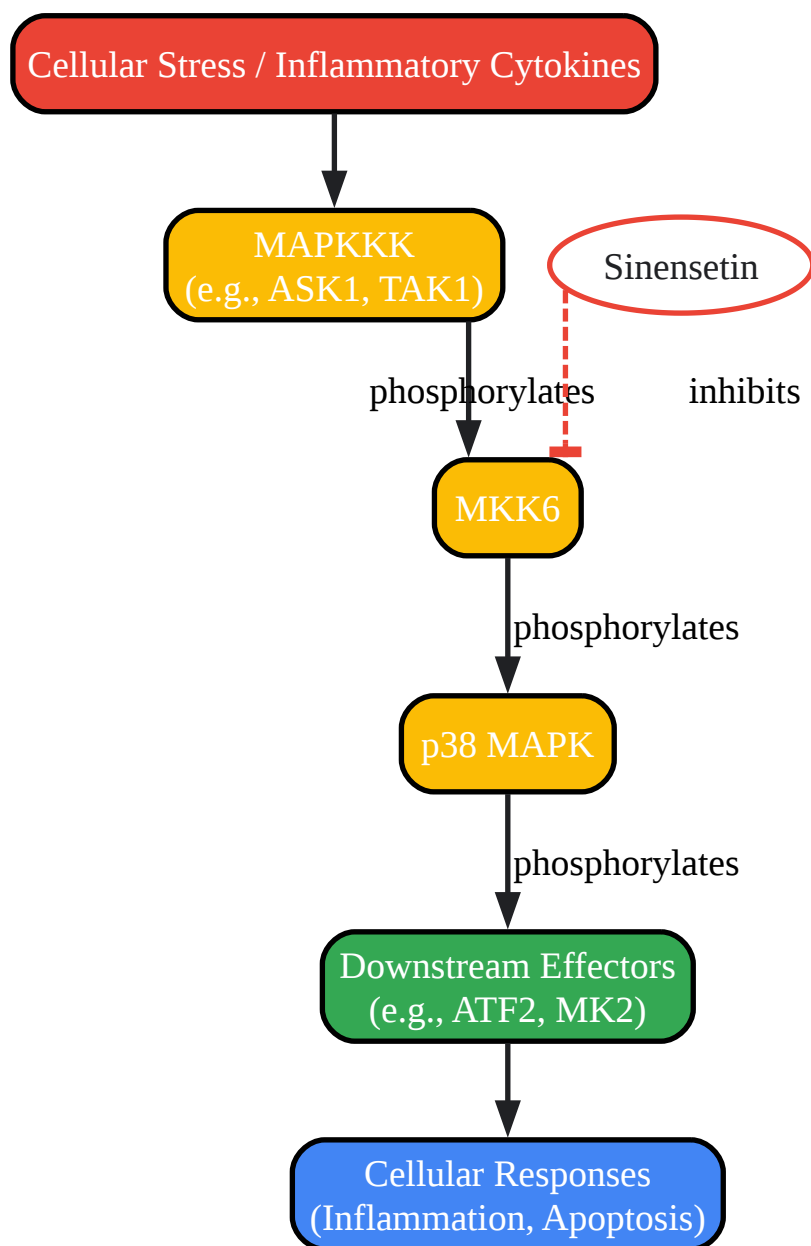 Cellular Stress / Inflammatory Cytokines
MAPKKK
(e.g., ASK1, TAK1)
Sinensetin
phosphorylates
inhibits
MKK6
phosphorylates
p38 MAPK
phosphorylates
Downstream Effectors
(e.g., ATF2, MK2)
Cellular Responses
(Inflammation, Apoptosis)